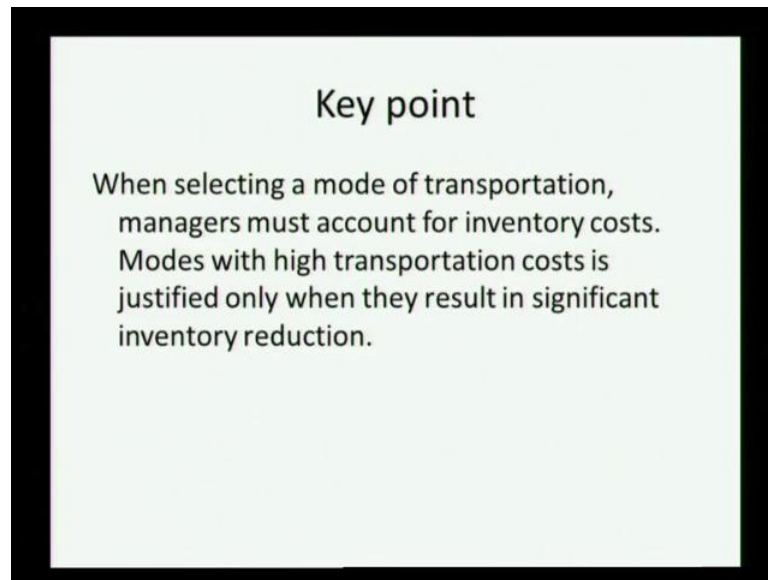 Key point
When selecting a mode of transportation,
managers must account for inventory costs.
Modes with high transportation costs is
justified only when they result in significant
inventory reduction.